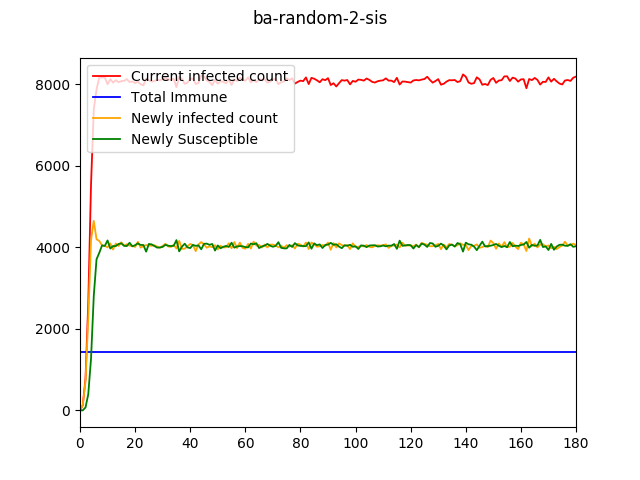 ba-random-2-sis
Current infected count
Total Immune
Newly infected count
Newly Susceptible
8000
6000
4000
2000
0
0 20 40 60 80 100 120 140 160 180